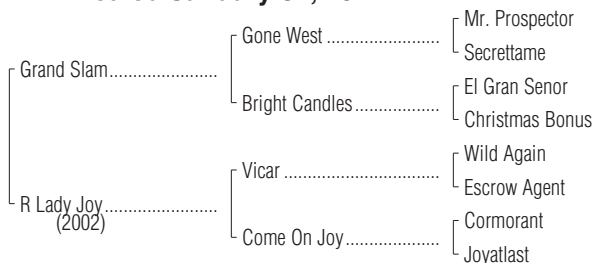 Mr. Prospector
Gone West
Secrettame
Grand Slam
El Gran Senor
Bright Candles
Christmas Bonus
Wild Again
Vicar
Escrow Agent
R Lady Joy
(2002)
Cormorant
Come On Joy
Joyatlast